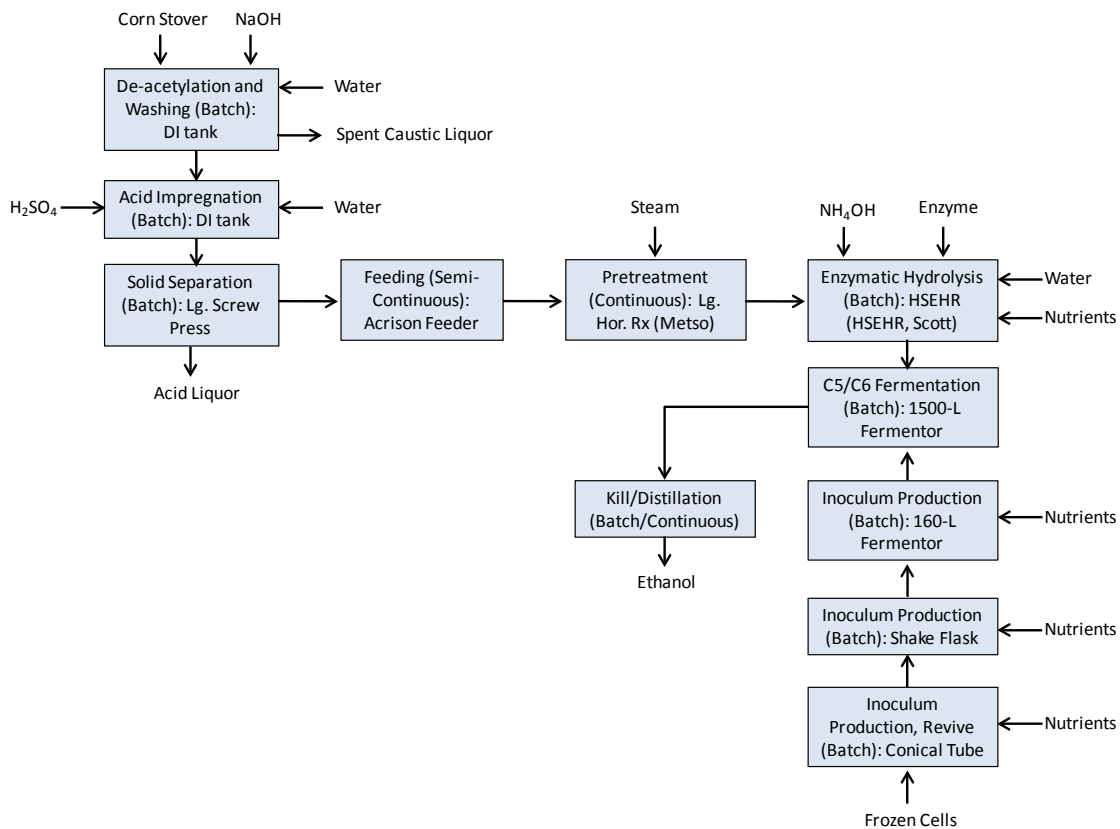 Corn Stover
NaOH
De-acetylation and
Washing (Batch):
DI tank
Water
Spent Caustic Liquor
H₂SO₄
Acid Impregnation
(Batch): DI tank
Water
Solid Separation
(Batch): Lg. Screw
Press
Acid Liquor
Feeding (Semi-
Continuous):
Acrison Feeder
Steam
Pretreatment
(Continuous): Lg.
Hor. Rx (Metso)
NH₄OH
Enzyme
Enzymatic Hydrolysis
(Batch): HSEHR
(HSEHR, Scott)
Water
Nutrients
C5/C6 Fermentation
(Batch): 1500-L
Fermentor
Kill/Distillation
(Batch/Continuous)
Ethanol
Inoculum Production
(Batch): 160-L
Fermentor
Nutrients
Inoculum Production
(Batch): Shake Flask
Nutrients
Inoculum
Production, Revive
(Batch): Conical Tube
Nutrients
Frozen Cells